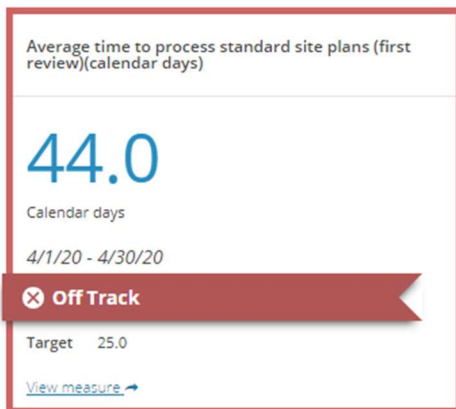 Average time to process standard site plans (first
review)(calendar days)
44.0
Calendar days
4/1/20 - 4/30/20
Off Track
Target 25.0
View measure